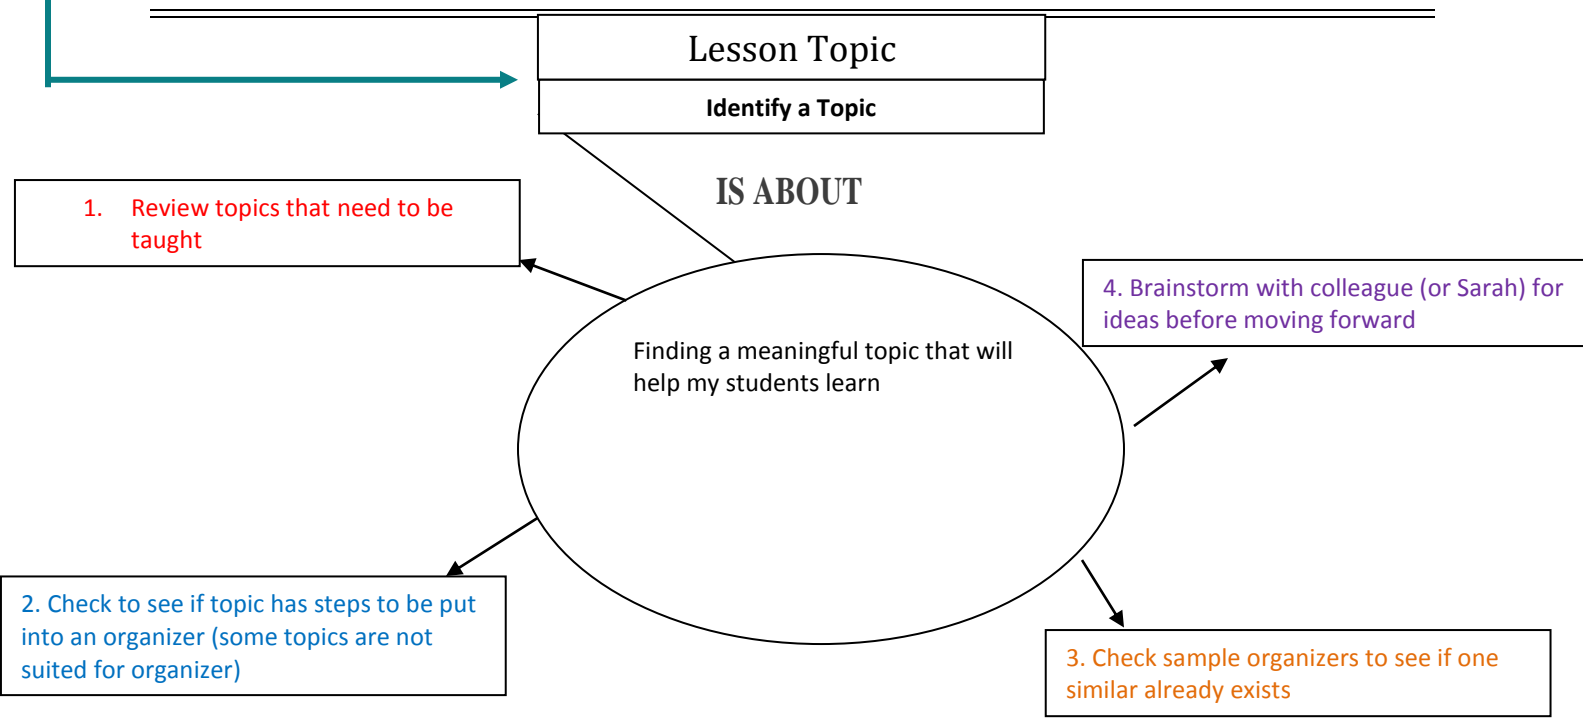 Lesson Topic
Identify a Topic
IS ABOUT
1. Review topics that need to be
taught
Finding a meaningful topic that will
help my students learn
4. Brainstorm with colleague (or Sarah) for
ideas before moving forward
2. Check to see if topic has steps to be put
into an organizer (some topics are not
suited for organizer)
3. Check sample organizers to see if one
similar already exists